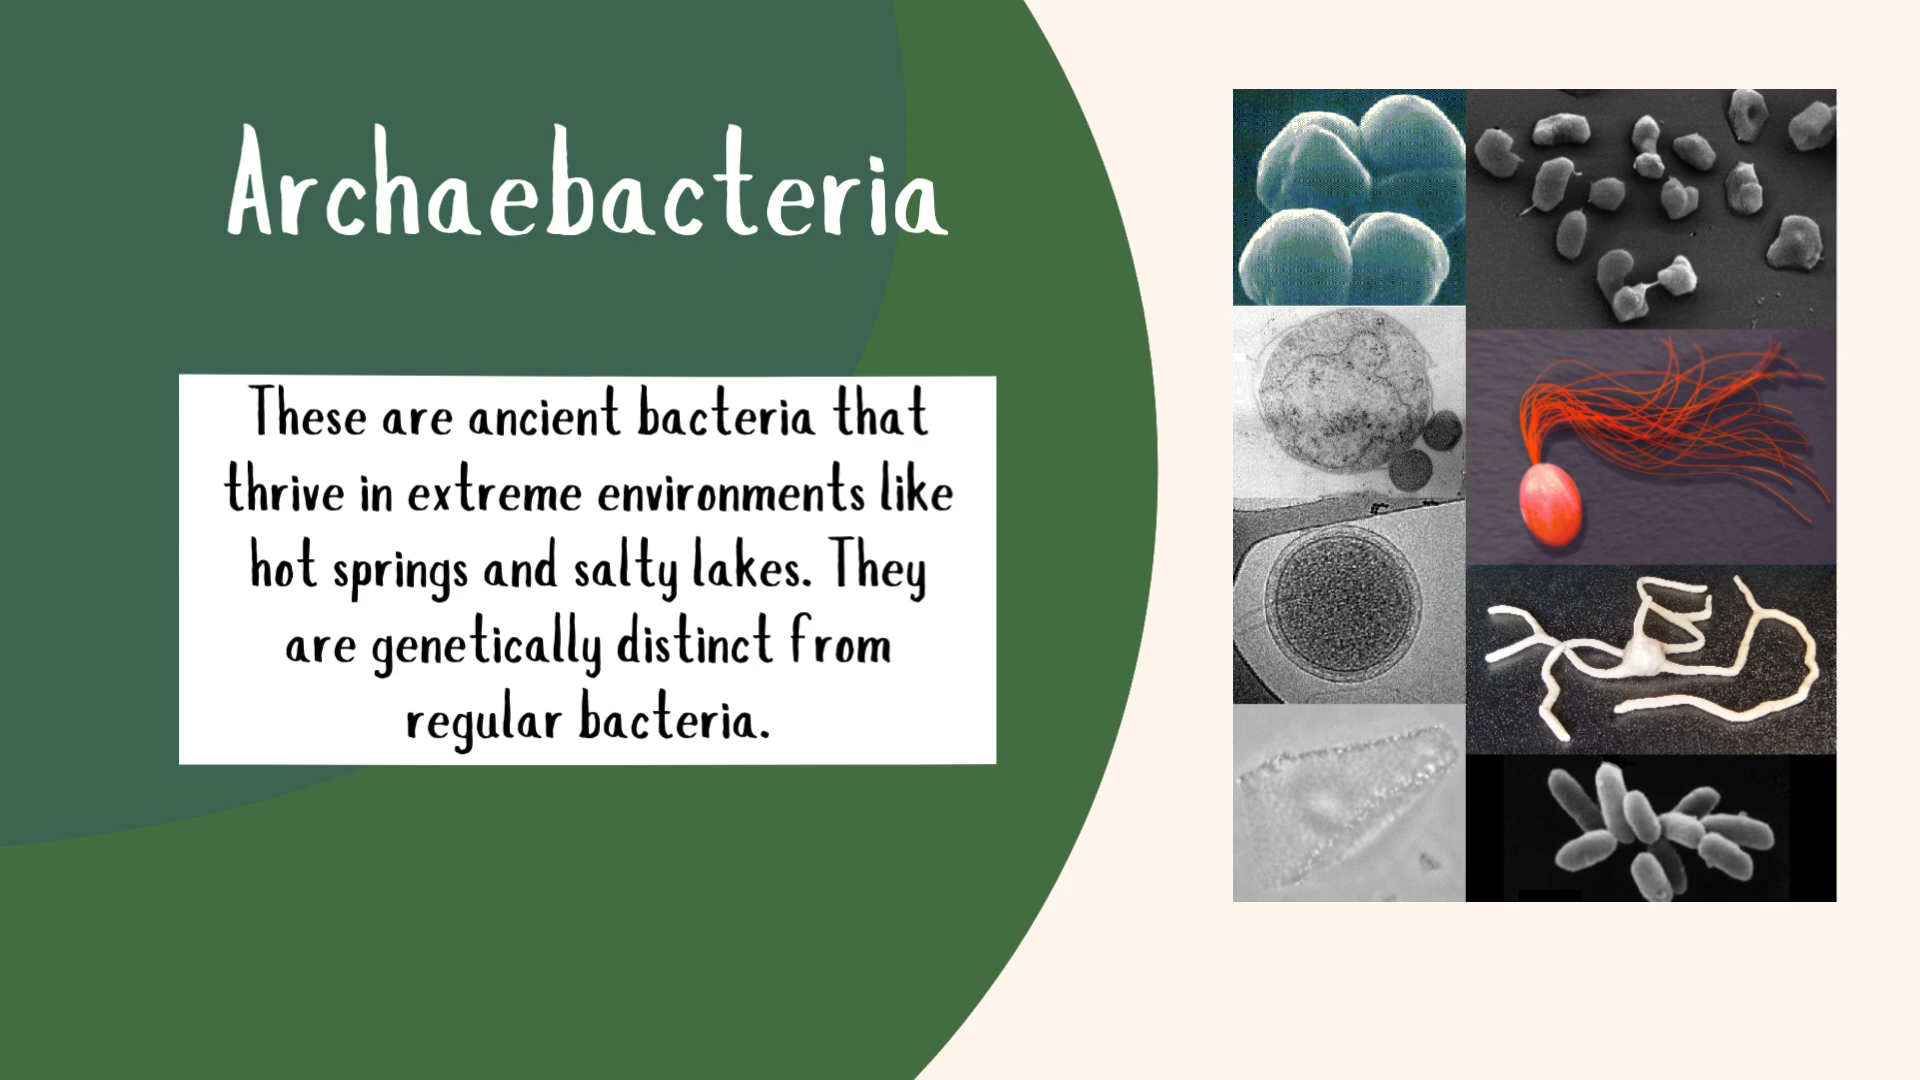 Archaebacteria
These are ancient bacteria that
thrive in extreme environments like
hot springs and salty lakes. They
are genetically distinct from
regular bacteria.